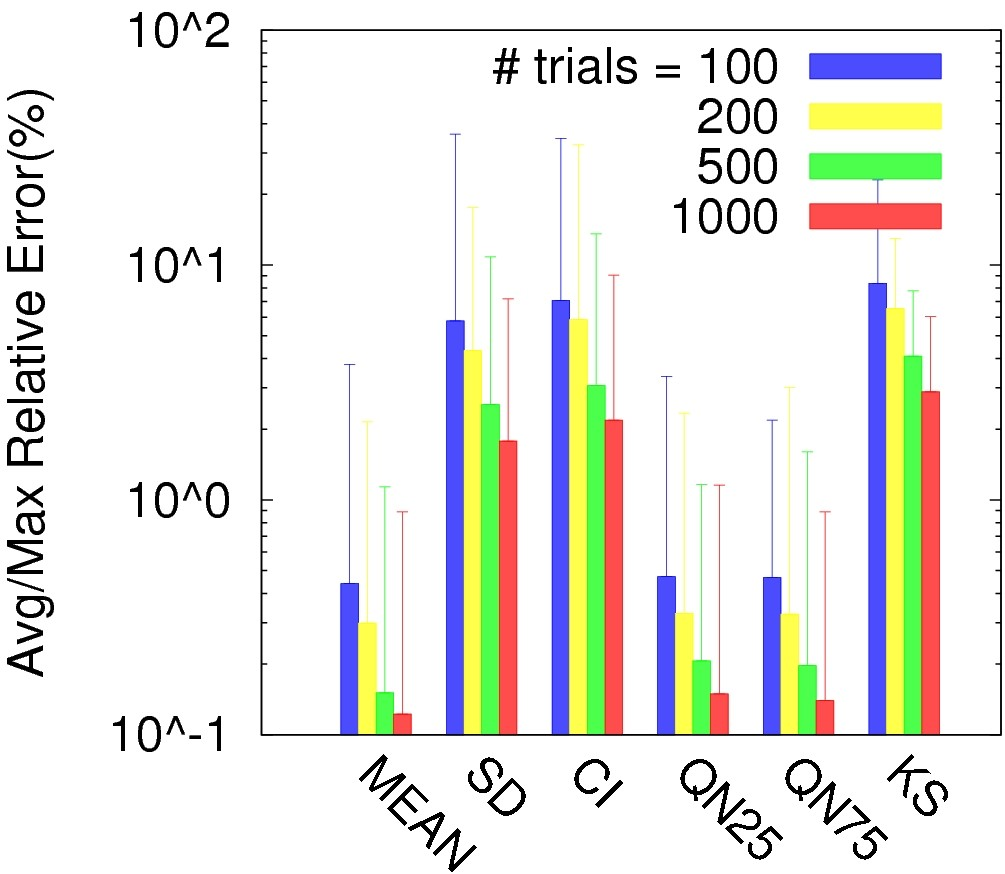 Avg/Max Relative Error(%)
10^2
10^1
10^0
10^-1
# trials = 100
200
500
1000
MEAN
SD
CI
QN25
QN75
KS